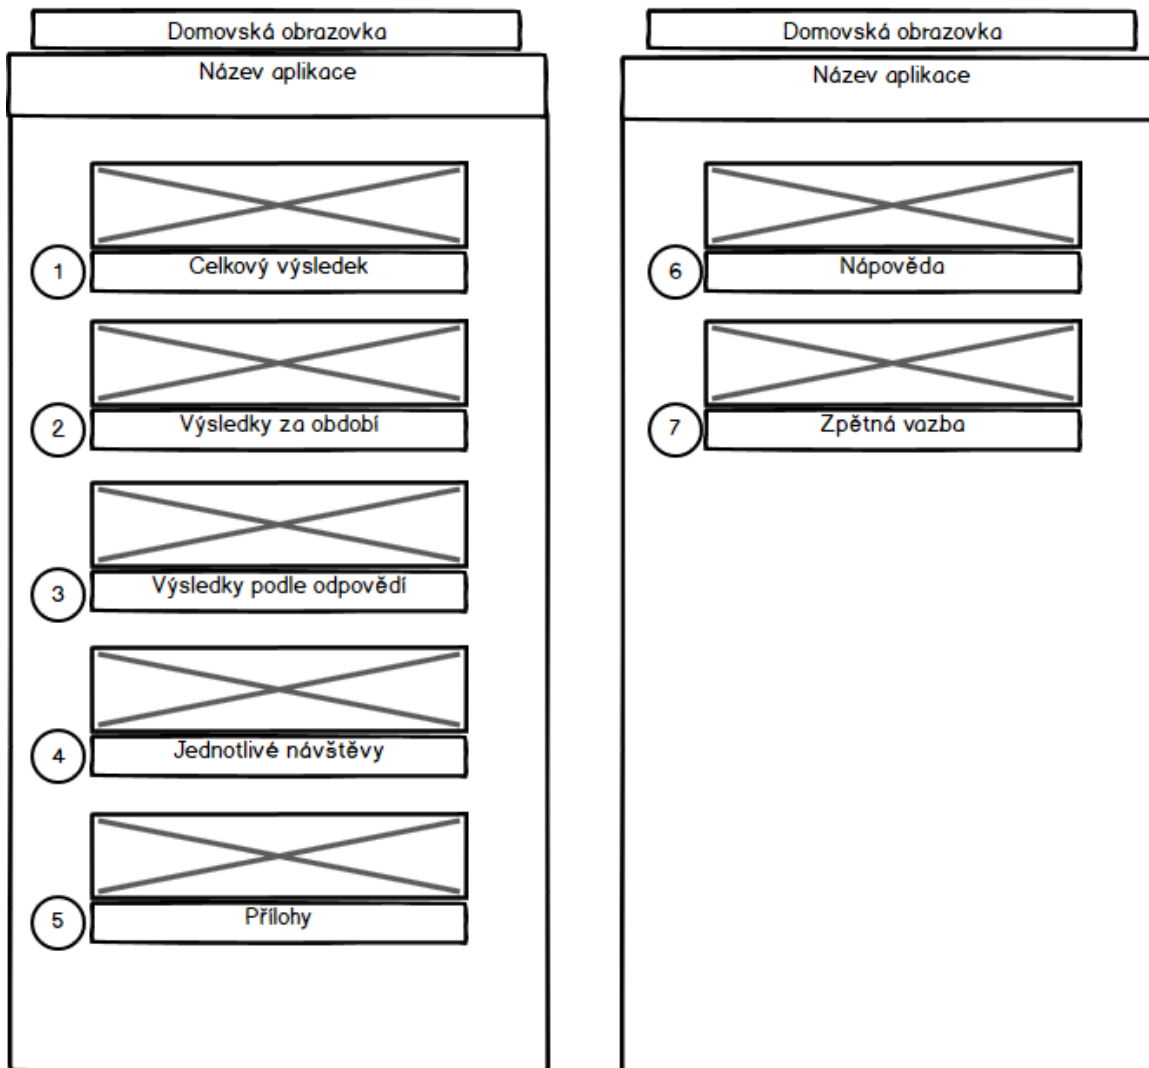 Domovská obrazovka
Název aplikace
1
Celkový výsledek
2
Výsledky za období
3
Výsledky podle odpovědí
4
Jednotlivé návštěvy
5
Přílohy
Domovská obrazovka
Název aplikace
6
Nápověda
7
Zpětná vazba